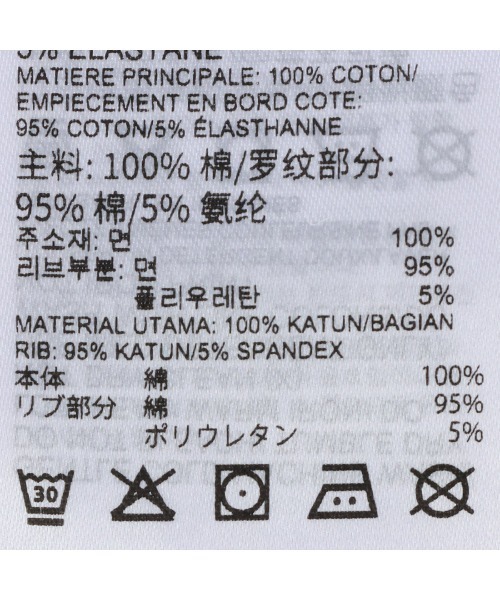 5% ELASTANE
MATIERE PRINCIPALE: 100% COTON/
EMPIECEMENT EN BORD COTE:
95% COTON/5% ÉLASTHANNE
主料: 100% 棉/罗纹部分:
95% 棉/5% 氨纶
주소재: 면 100%
리브부분: 면 95%
폴리우레탄 5%
MATERIAL UTAMA: 100% KATUN/BAGIAN
RIB: 95% KATUN/5% SPANDEX
本体 綿 100%
リブ部分 綿 95%
ポリウレタン 5%
30